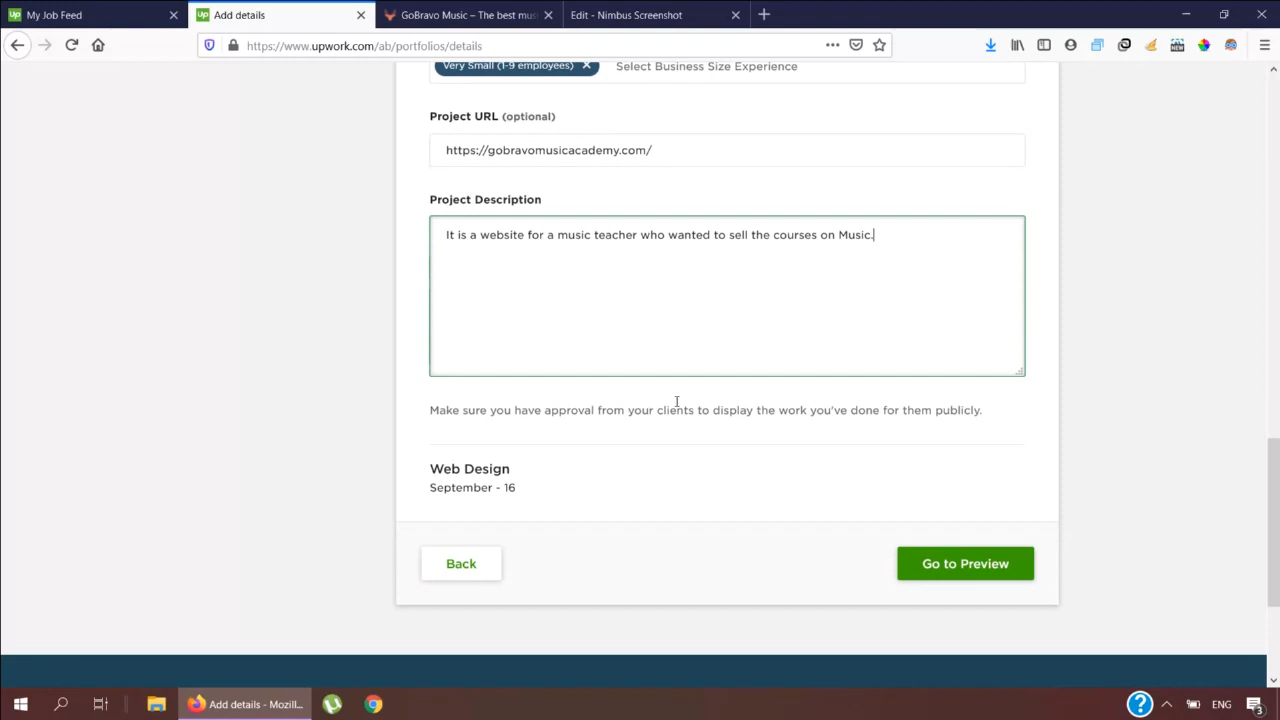 My Job Feed
Add details
GoBravo Music – The best mus
Edit - Nimbus Screenshot
https://www.upwork.com/ab/portfolios/details
Very Small (1-9 employees)
Select Business Size Experience
Project URL (optional)
https://gobravomusicacademy.com/
Project Description
It is a website for a music teacher who wanted to sell the courses on Music.
Make sure you have approval from your clients to display the work you've done for them publicly.
Web Design
September - 16
Back
Go to Preview
Add details - Mozill...
ENG
3